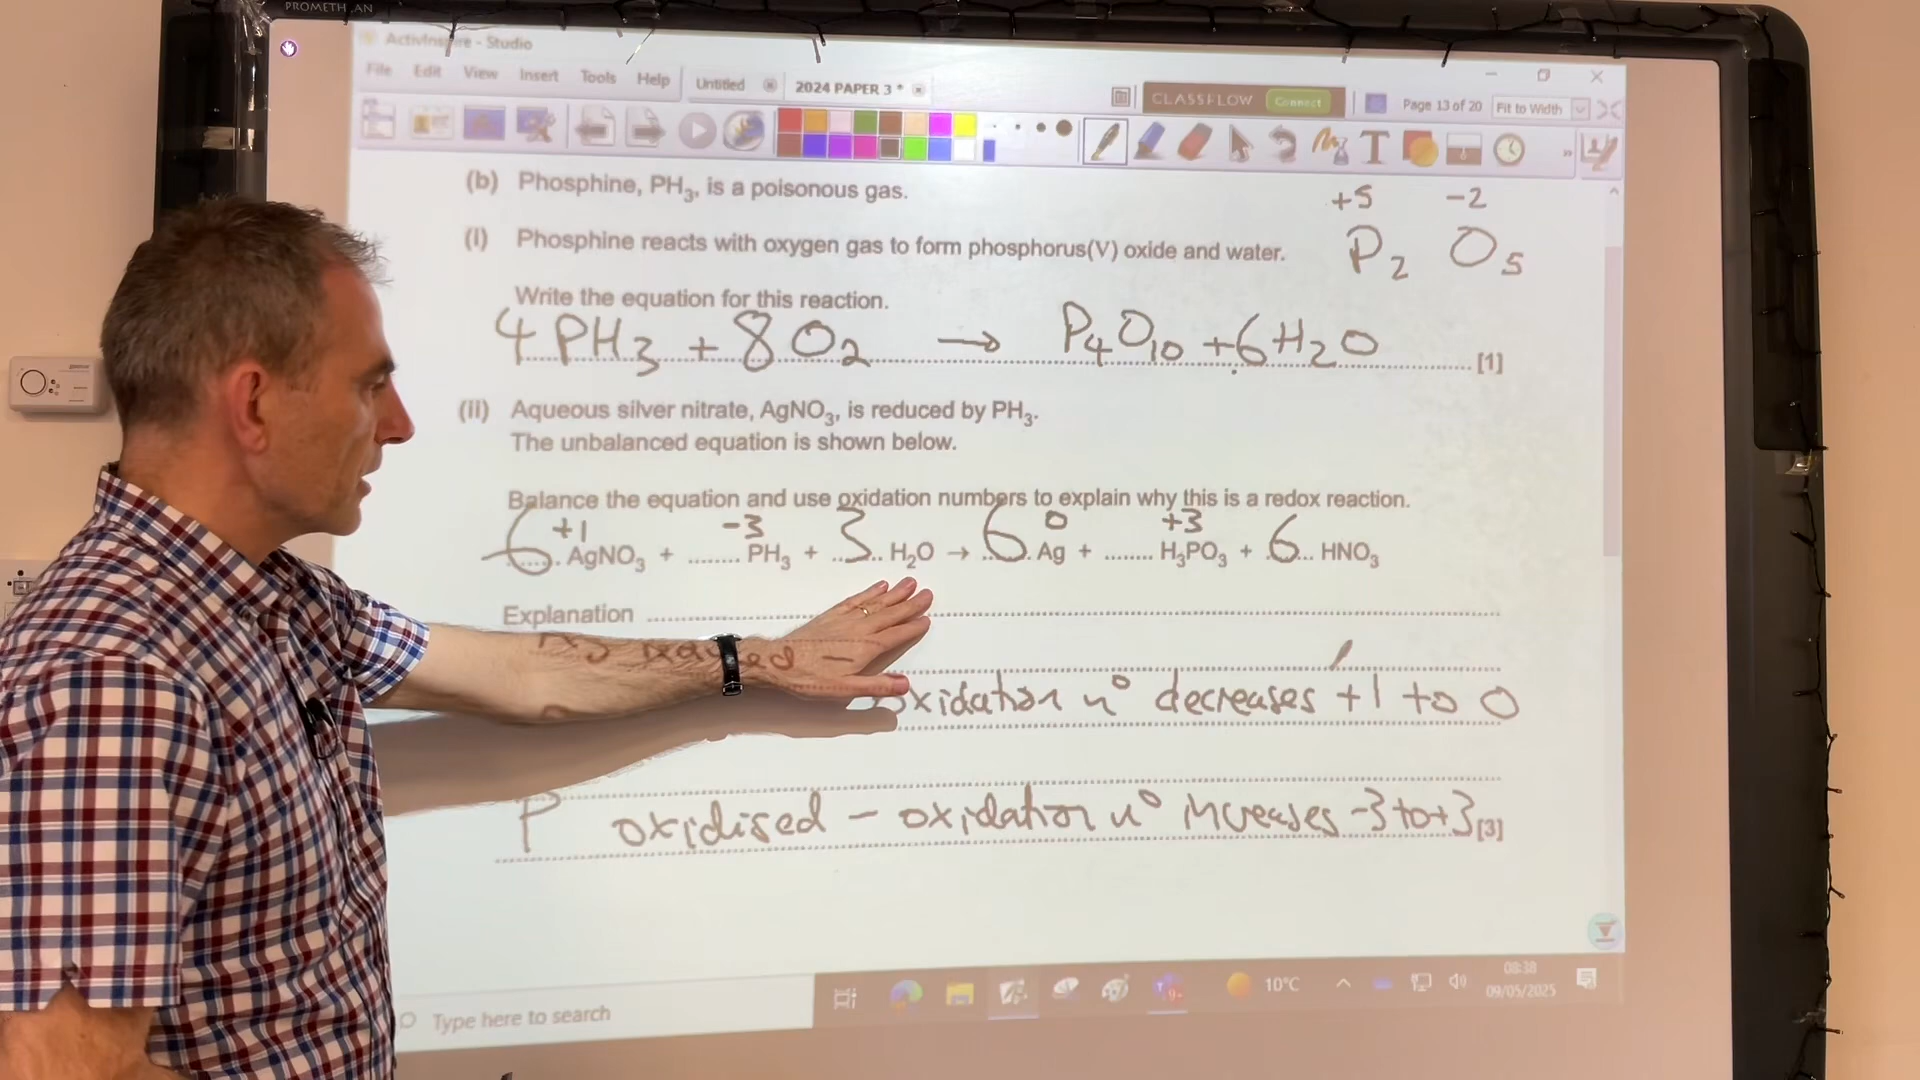 PROMETHEAN
ActivInspire - Studio
File Edit View Insert Tools Help Untitled 2024 PAPER 3 *
CLASSFLOW Connect Page 13 of 20 Fit to Width
(b) Phosphine, PH₃, is a poisonous gas.
+5 -2
(i) Phosphine reacts with oxygen gas to form phosphorus(V) oxide and water.
P₂ O₅
Write the equation for this reaction.
4PH₃ + 8O₂ → P₄O₁₀ + 6H₂O [1]
(ii) Aqueous silver nitrate, AgNO₃, is reduced by PH₃.
The unbalanced equation is shown below.
Balance the equation and use oxidation numbers to explain why this is a redox reaction.
+1 -3 0 +3
6 AgNO₃ + ........ PH₃ + 3 H₂O → 6 Ag + ........ H₃PO₃ + 6 HNO₃
Explanation
oxidation nº decreases +1 to 0
P oxidised – oxidation nº increases -3 to +3 [3]
Type here to search
10°C
08:38
09/05/2025